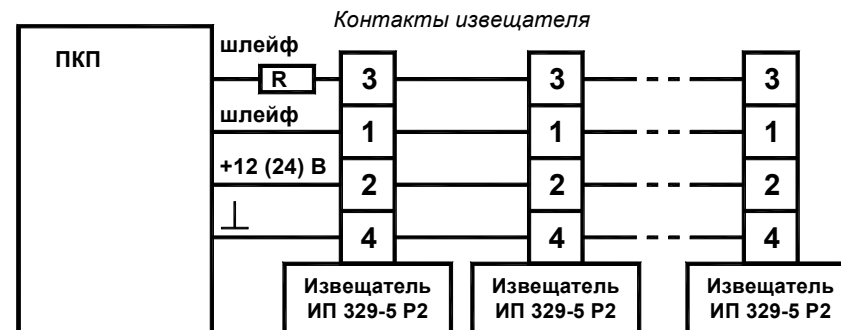 Контакты извещателя
ПКП
шлейф
R
3
3
3
шлейф
1
1
1
+12 (24) В
2
2
2
4
4
4
Извещатель
ИП 329-5 Р2
Извещатель
ИП 329-5 Р2
Извещатель
ИП 329-5 Р2